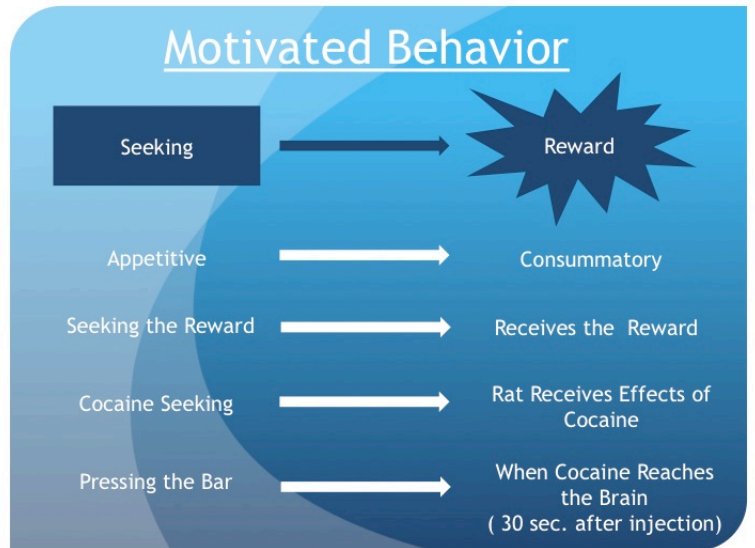 Motivated Behavior
Seeking
Reward
Appetitive
Consummatory
Seeking the Reward
Receives the Reward
Cocaine Seeking
Rat Receives Effects of
Cocaine
Pressing the Bar
When Cocaine Reaches
the Brain
( 30 sec. after injection)